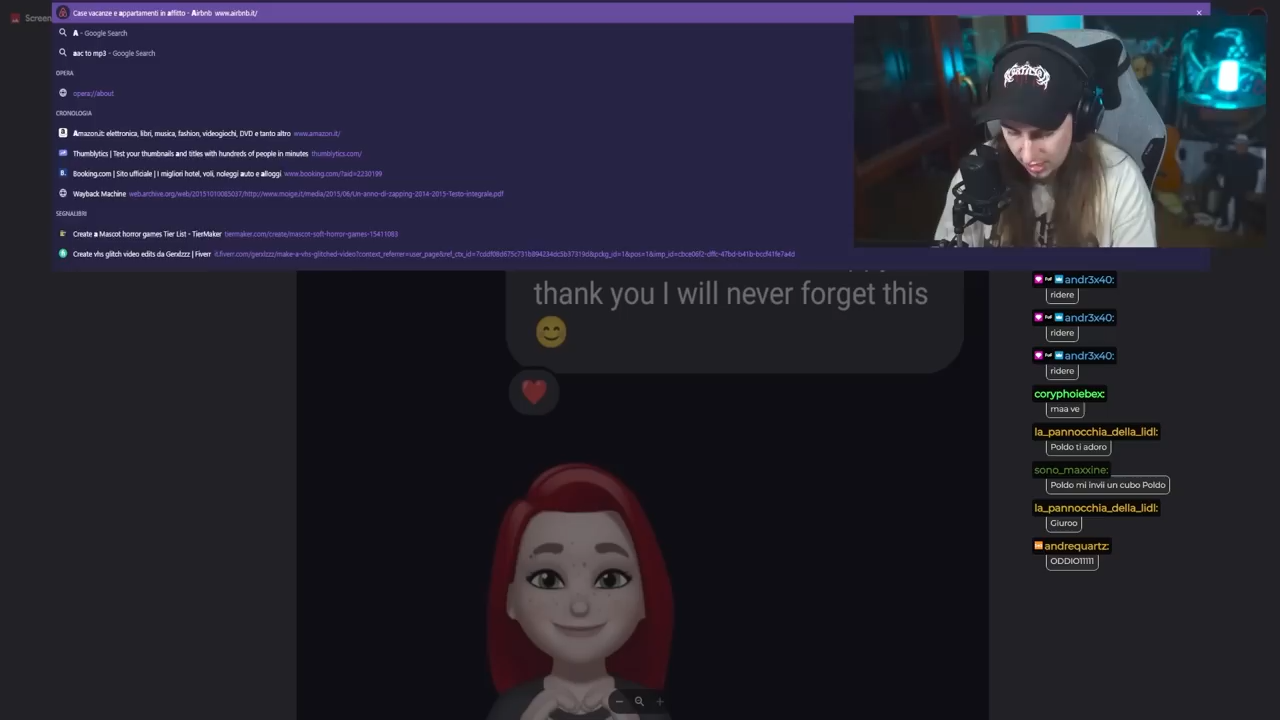 Screen
Case vacanze e appartamenti in affitto - Airbnb www.airbnb.it/
A - Google Search
aac to mp3 - Google Search
OPERA
opera://about
CRONOLOGIA
Amazon.it: elettronica, libri, musica, fashion, videogiochi, DVD e tanto altro www.amazon.it/
Thumblytics | Test your thumbnails and titles with hundreds of people in minutes thumblytics.com/
Booking.com | Sito ufficiale | I migliori hotel, voli, noleggi auto e alloggi www.booking.com/?aid=2230199
Wayback Machine web.archive.org/web/20151010085037/http://www.moige.it/media/2015/06/Un-anno-di-zapping-2014-2015-Testo-integrale.pdf
SEGNALIBRI
Create a Mascot horror games Tier List - TierMaker tiermaker.com/create/mascot-soft-horror-games-15411083
Create vhs glitch video edits da Genlzzz | Fiverr
thank you I will never forget this
😊
❤️
andr3x40:
ridere
andr3x40:
ridere
andr3x40:
ridere
coryphoiebex:
maa ve
la_pannocchia_della_lidl:
Poldo ti adoro
sono_maxxine:
Poldo mi invii un cubo Poldo
la_pannocchia_della_lidl:
Giuroo
andrequartz:
ODDIO11111